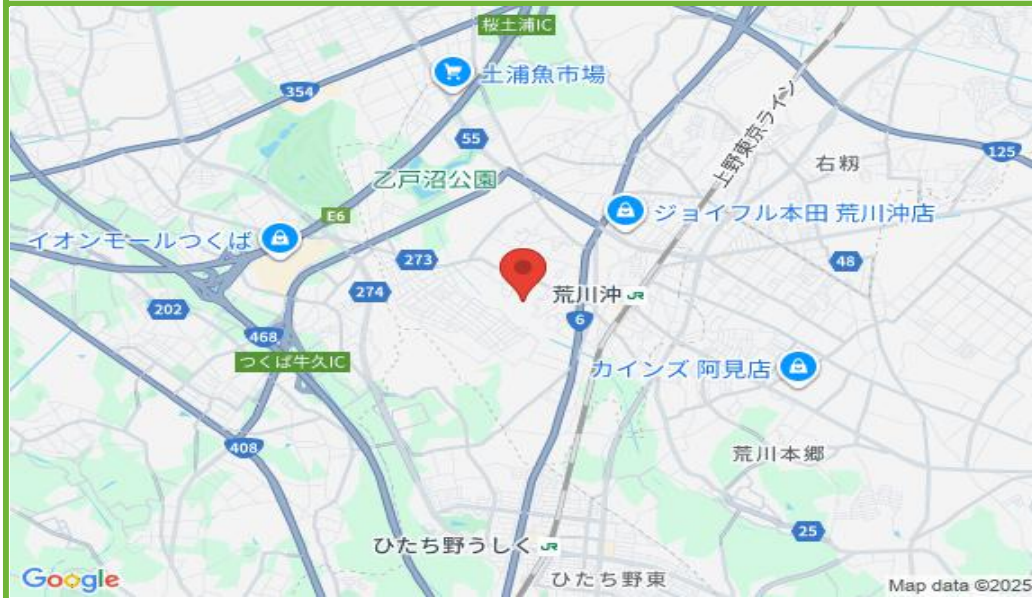 桜土浦IC
土浦魚市場
354
55
上野東京ライン
125
右籾
乙戸沼公園
E6
ジョイフル本田 荒川沖店
イオンモールつくば
273
48
274
荒川沖 JR
202
6
468
つくば牛久IC
カインズ 阿見店
408
荒川本郷
25
ひたち野うしく JR
Google
ひたち野東
Map data ©2025